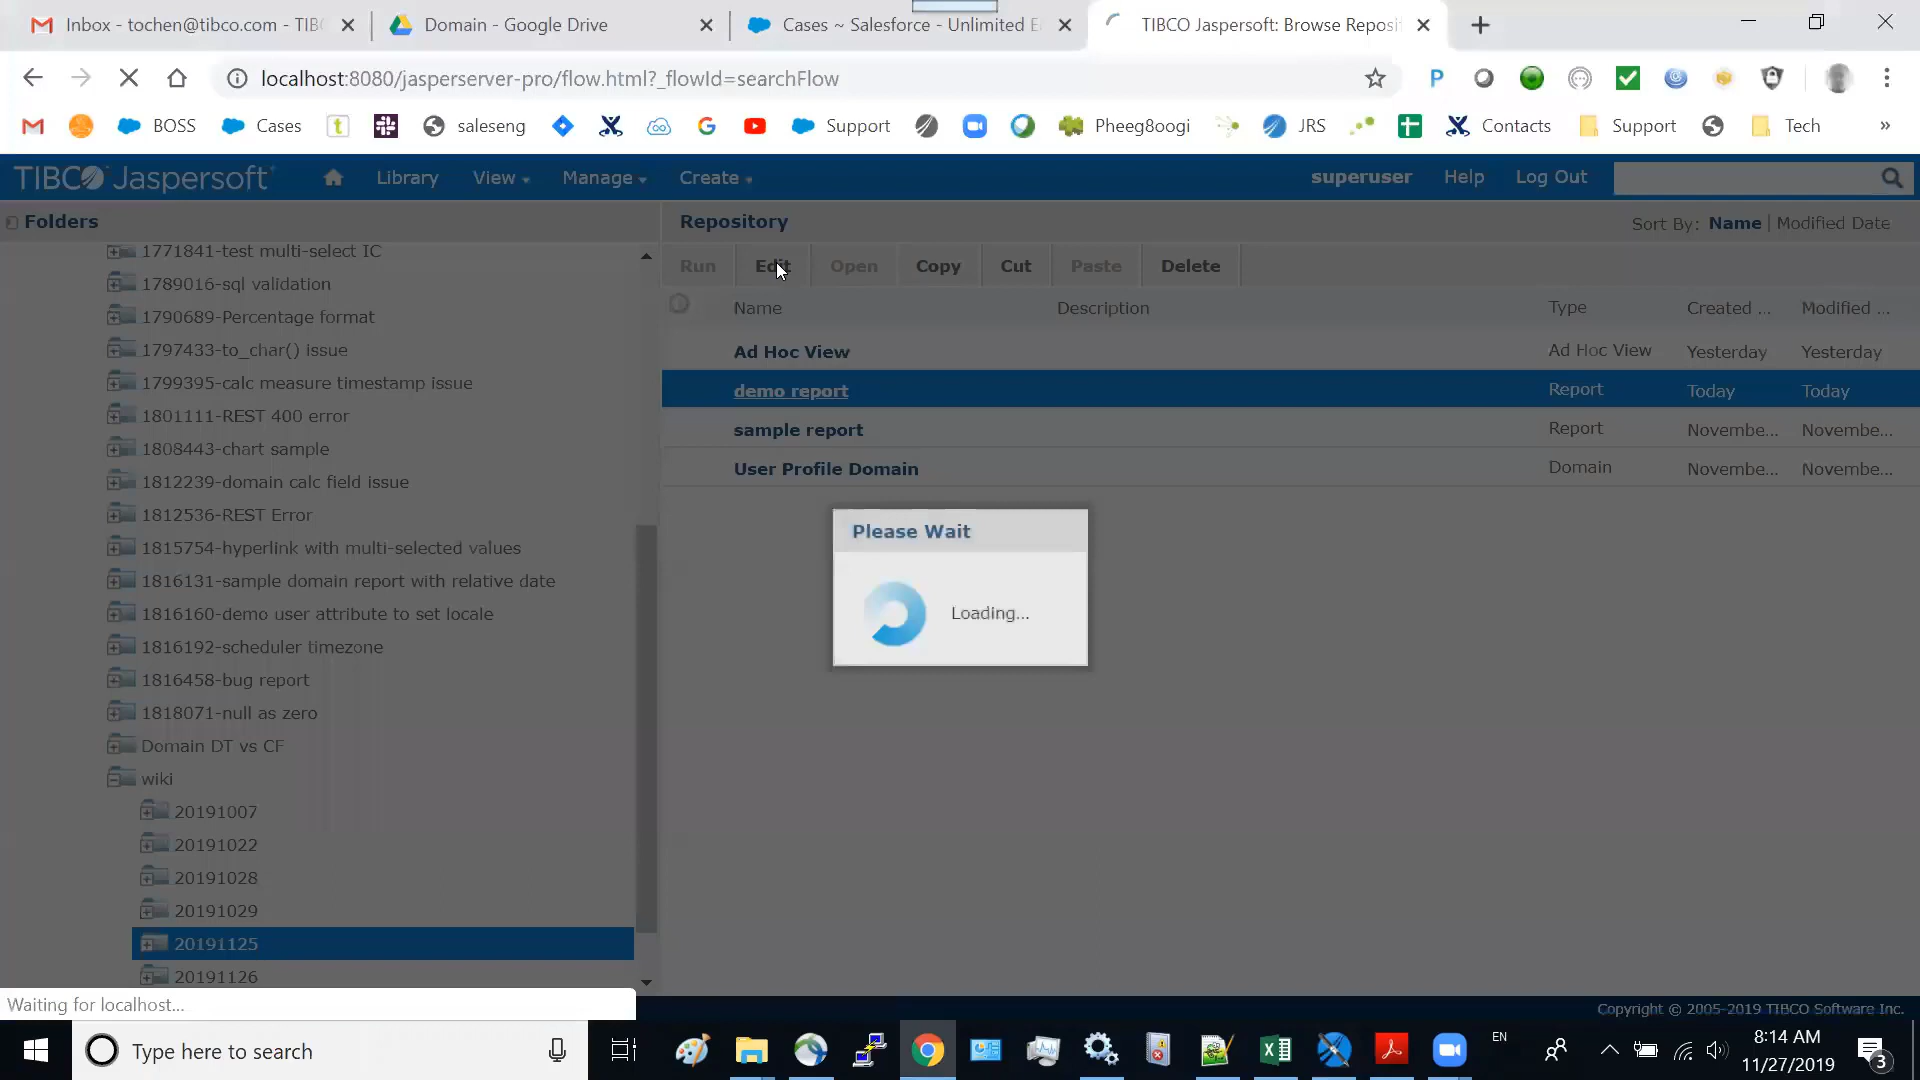 Inbox - tochen@tibco.com - TIBC
Domain - Google Drive
Cases ~ Salesforce - Unlimited E
TIBCO Jaspersoft: Browse Reposi
localhost:8080/jasperserver-pro/flow.html?_flowId=searchFlow
BOSS
Cases
saleseng
Support
Pheeg8oogi
JRS
Contacts
Support
Tech
»
TIBCO Jaspersoft
Library
View
Manage
Create
superuser
Help
Log Out
Folders
1771841-test multi-select IC
1789016-sql validation
1790689-Percentage format
1797433-to_char() issue
1799395-calc measure timestamp issue
1801111-REST 400 error
1808443-chart sample
1812239-domain calc field issue
1812536-REST Error
1815754-hyperlink with multi-selected values
1816131-sample domain report with relative date
1816160-demo user attribute to set locale
1816192-scheduler timezone
1816458-bug report
1818071-null as zero
Domain DT vs CF
wiki
20191007
20191022
20191028
20191029
20191125
20191126
Repository
Sort By: Name | Modified Date
Run
Edit
Open
Copy
Cut
Paste
Delete
Name Description Type Created ... Modified ...
Ad Hoc View Ad Hoc View Yesterday Yesterday
demo report Report Today Today
sample report Report Novembe... Novembe...
User Profile Domain Domain Novembe... Novembe...
Please Wait
Loading...
Waiting for localhost...
Copyright © 2005-2019 TIBCO Software Inc.
Type here to search
EN
8:14 AM
11/27/2019
3